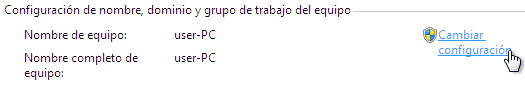 Configuración de nombre, dominio y grupo de trabajo del equipo
Nombre de equipo: user-PC Cambiar
configuración
Nombre completo de user-PC
equipo: